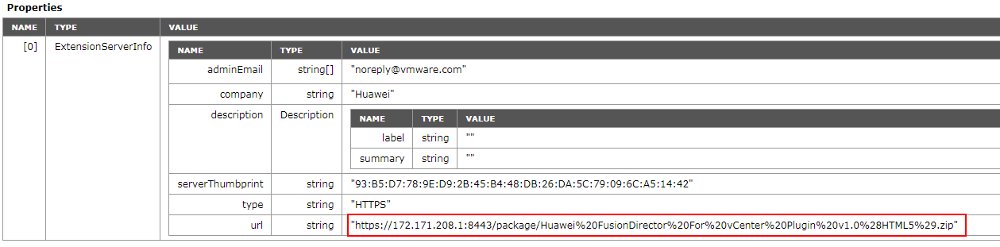 Properties
NAME TYPE VALUE
[0] ExtensionServerInfo
NAME TYPE VALUE
adminEmail string[] "noreply@vmware.com"
company string "Huawei"
description Description
NAME TYPE VALUE
label string ""
summary string ""
serverThumbprint string "93:B5:D7:78:9E:D9:2B:45:B4:48:DB:26:DA:5C:79:09:6C:A5:14:42"
type string "HTTPS"
url string "https://172.171.208.1:8443/package/Huawei%20FusionDirector%20For%20vCenter%20Plugin%20v1.0%28HTML5%29.zip"